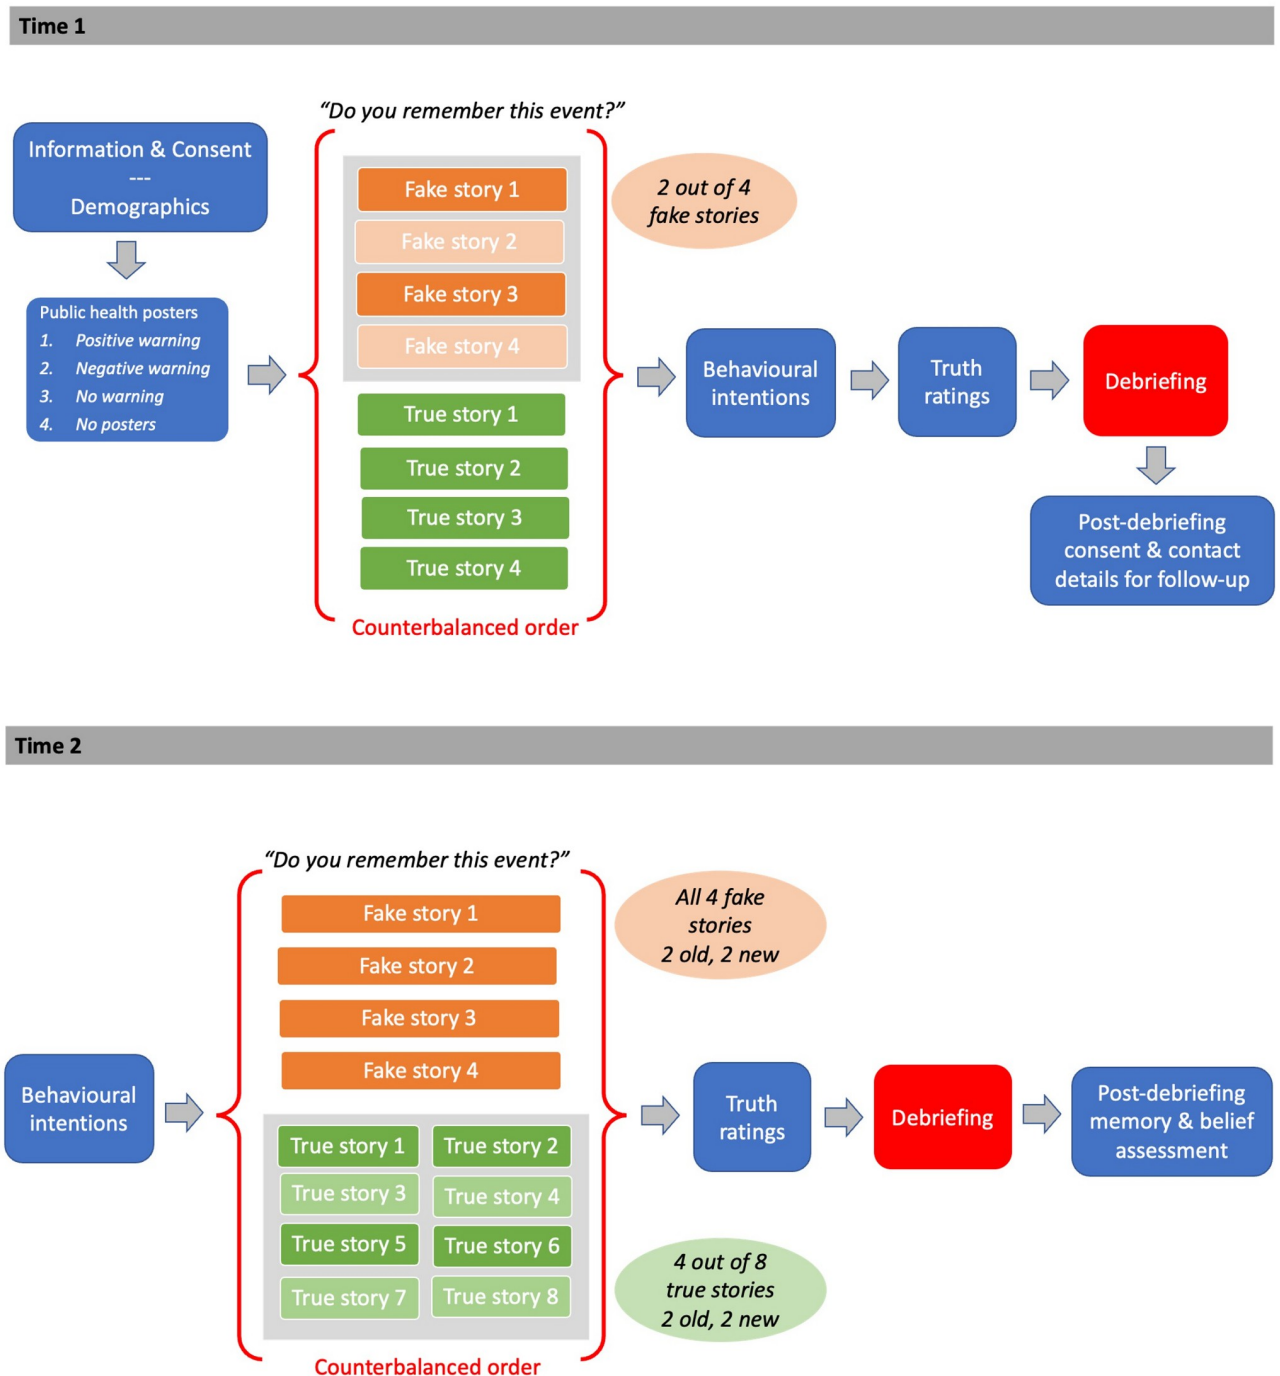 Time 1
“Do you remember this event?”
Information & Consent
---
Demographics
Public health posters
1. Positive warning
2. Negative warning
3. No warning
4. No posters
Fake story 1
Fake story 2
Fake story 3
Fake story 4
True story 1
True story 2
True story 3
True story 4
Counterbalanced order
2 out of 4
fake stories
Behavioural
intentions
Truth
ratings
Debriefing
Post-debriefing
consent & contact
details for follow-up
Time 2
“Do you remember this event?”
Behavioural
intentions
Fake story 1
Fake story 2
Fake story 3
Fake story 4
True story 1
True story 2
True story 3
True story 4
True story 5
True story 6
True story 7
True story 8
Counterbalanced order
All 4 fake
stories
2 old, 2 new
4 out of 8
true stories
2 old, 2 new
Truth
ratings
Debriefing
Post-debriefing
memory & belief
assessment